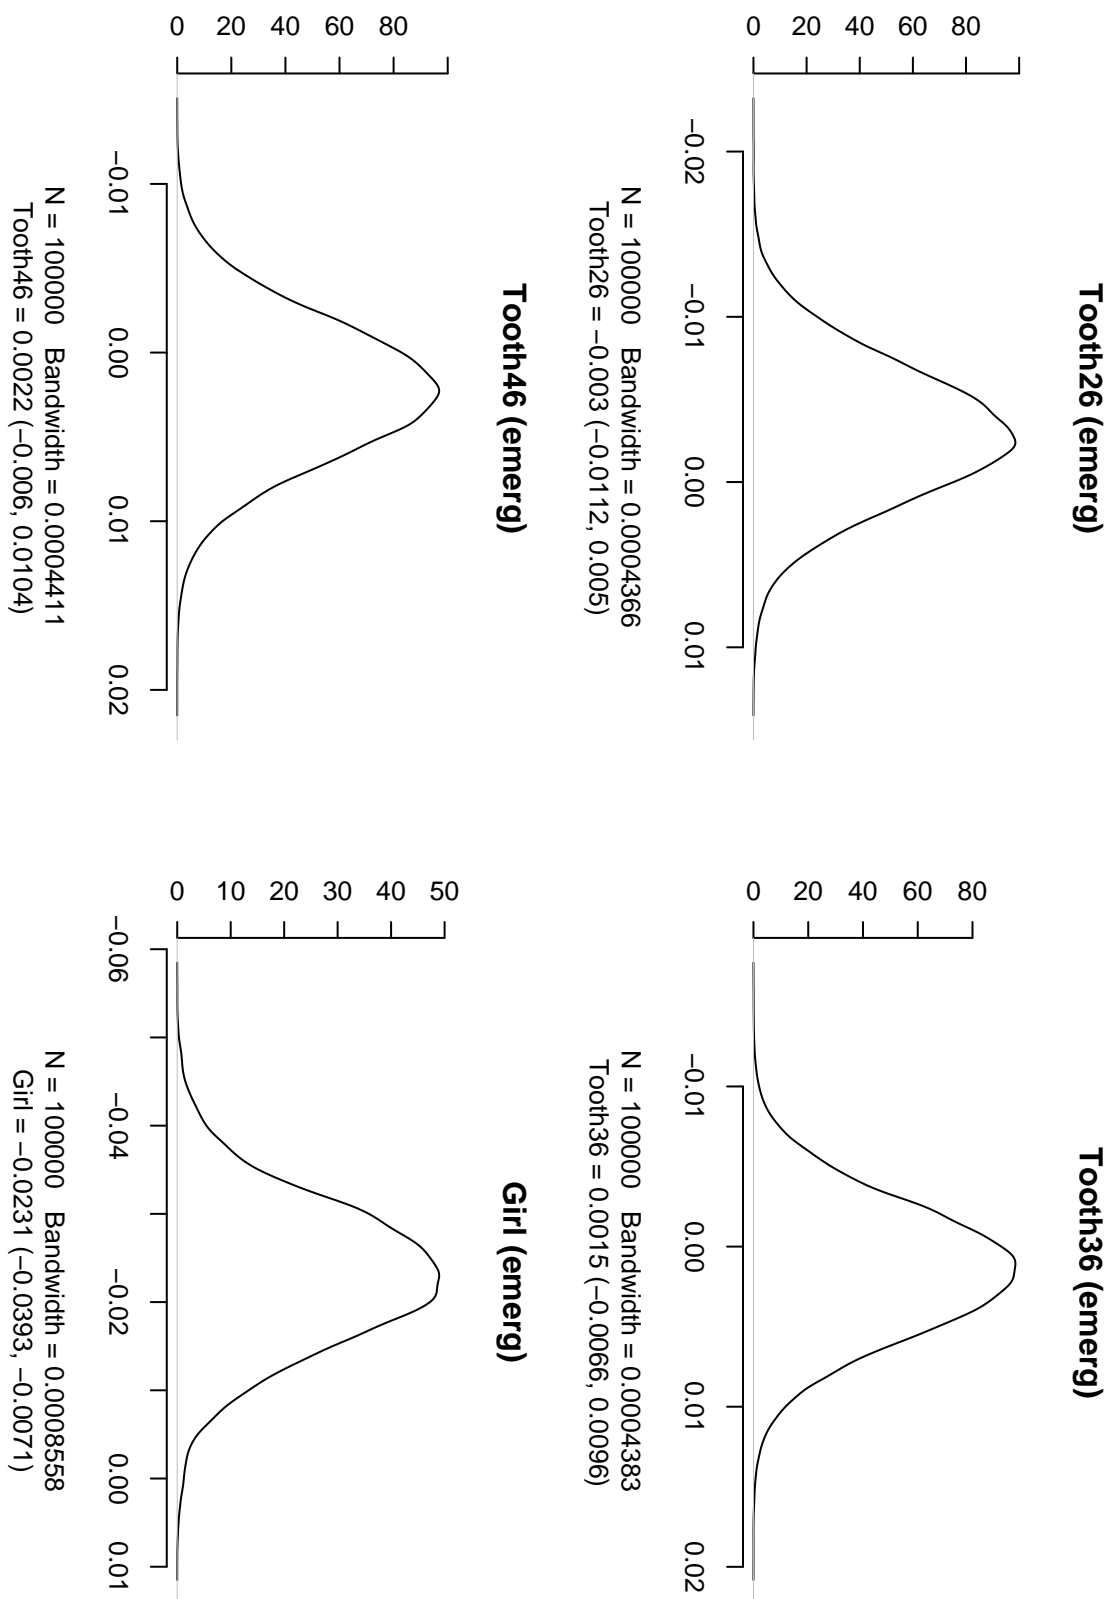 Tooth26 (emerg)
0 20 40 60 80
−0.02 −0.01 0.00 0.01
N = 100000 Bandwidth = 0.0004366
Tooth26 = −0.003 (−0.0112, 0.005)
Tooth36 (emerg)
0 20 40 60 80
−0.01 0.00 0.01 0.02
N = 100000 Bandwidth = 0.0004383
Tooth36 = 0.0015 (−0.0066, 0.0096)
Tooth46 (emerg)
0 20 40 60 80
−0.01 0.00 0.01 0.02
N = 100000 Bandwidth = 0.0004411
Tooth46 = 0.0022 (−0.006, 0.0104)
Girl (emerg)
0 10 20 30 40 50
−0.06 −0.04 −0.02 0.00 0.01
N = 100000 Bandwidth = 0.0008558
Girl = −0.0231 (−0.0393, −0.0071)